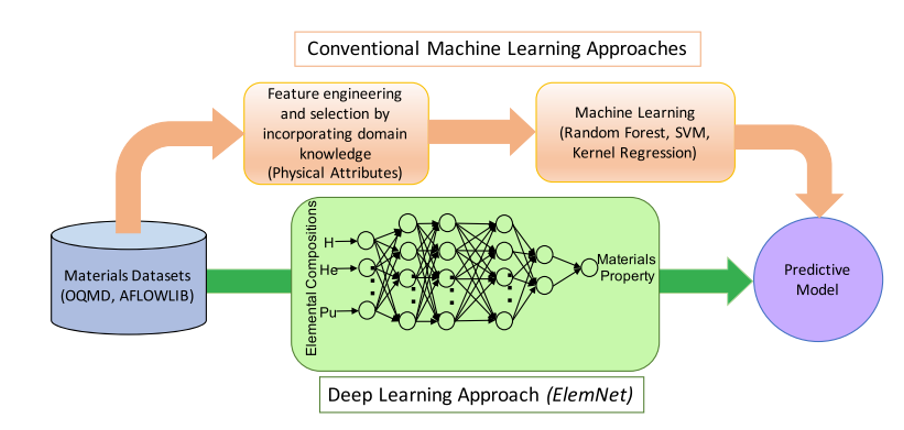 Conventional Machine Learning Approaches
Feature engineering
and selection by
incorporating domain
knowledge
(Physical Attributes)
Machine Learning
(Random Forest, SVM,
Kernel Regression)
Materials Datasets
(OQMD, AFLOWLIB)
Elemental Compositions
H
He
Pu
Materials
Property
Predictive
Model
Deep Learning Approach (ElemNet)